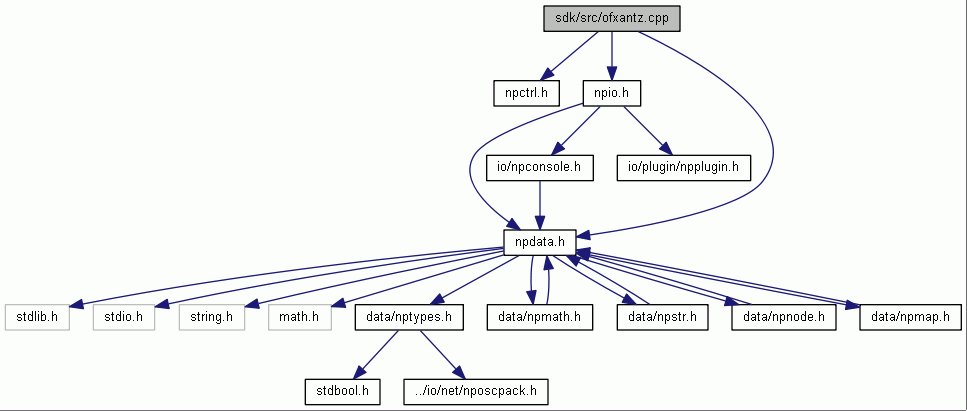 sdk/src/ofxantz.cpp
npctrl.h
npio.h
io/npconsole.h
io/plugin/npplugin.h
npdata.h
stdlib.h
stdio.h
string.h
math.h
data/nptypes.h
data/npmath.h
data/npstr.h
data/npnode.h
data/npmap.h
stdbool.h
../io/net/nposcpack.h